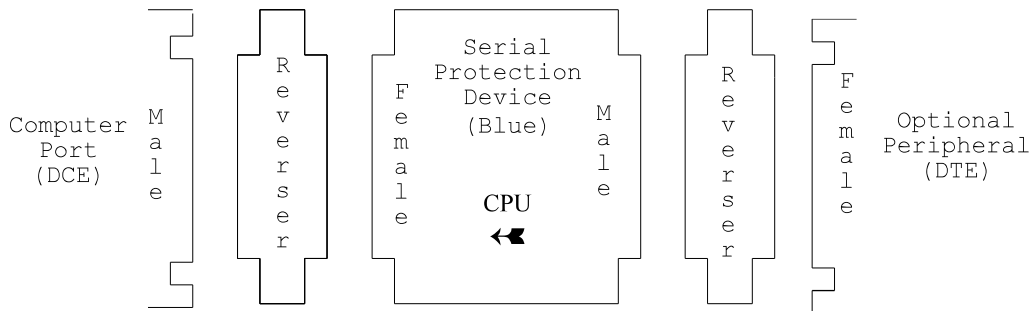 Computer
Port
(DCE)
Male
Reverser
Female
Serial
Protection
Device
(Blue)
CPU
Male
Reverser
Female
Optional
Peripheral
(DTE)